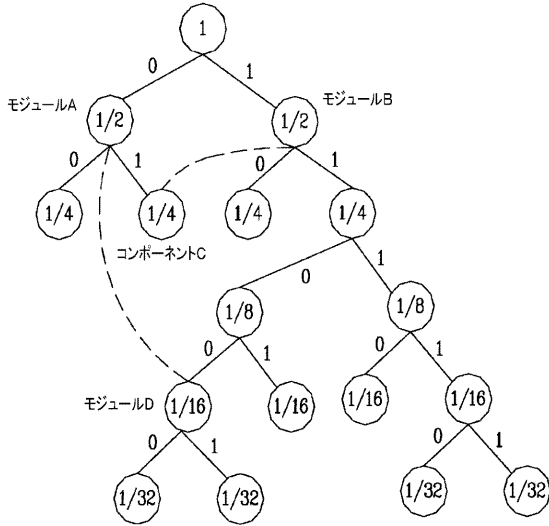 1
0 1
モジュールA モジュールB
1/2 1/2
0 1 0 1
1/4 1/4 1/4 1/4
コンポーネントC
0 1
1/8 1/8
0 1 0 1
モジュールD
1/16 1/16 1/16 1/16
0 1 0 1
1/32 1/32 1/32 1/32